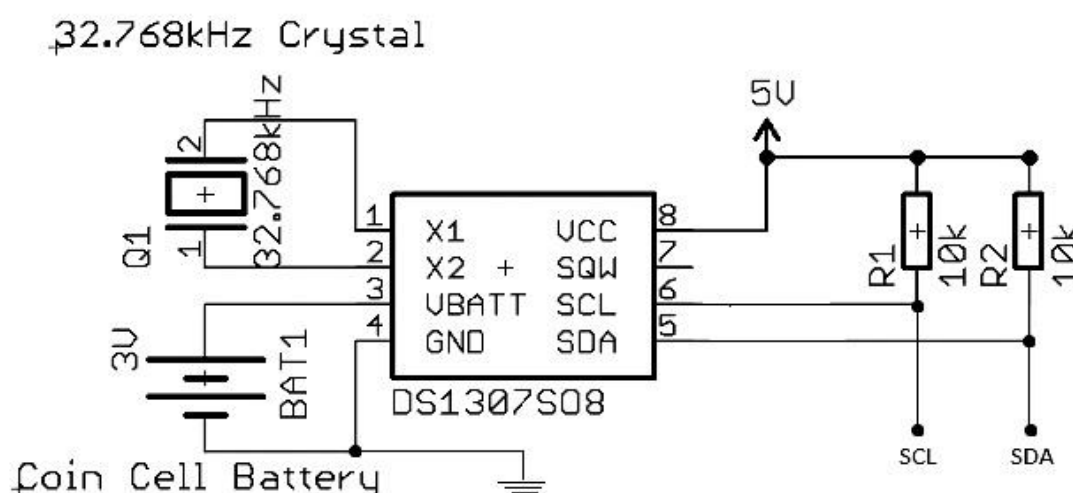 32.768kHz Crystal
2
32.768kHz
Q1
1
5V
1
X1
VCC
8
2
X2
SQW
7
3
VBATT
SCL
6
4
GND
SDA
5
DS1307SO8
R1
10k
R2
10k
3V
BAT1
SCL
SDA
Coin Cell Battery